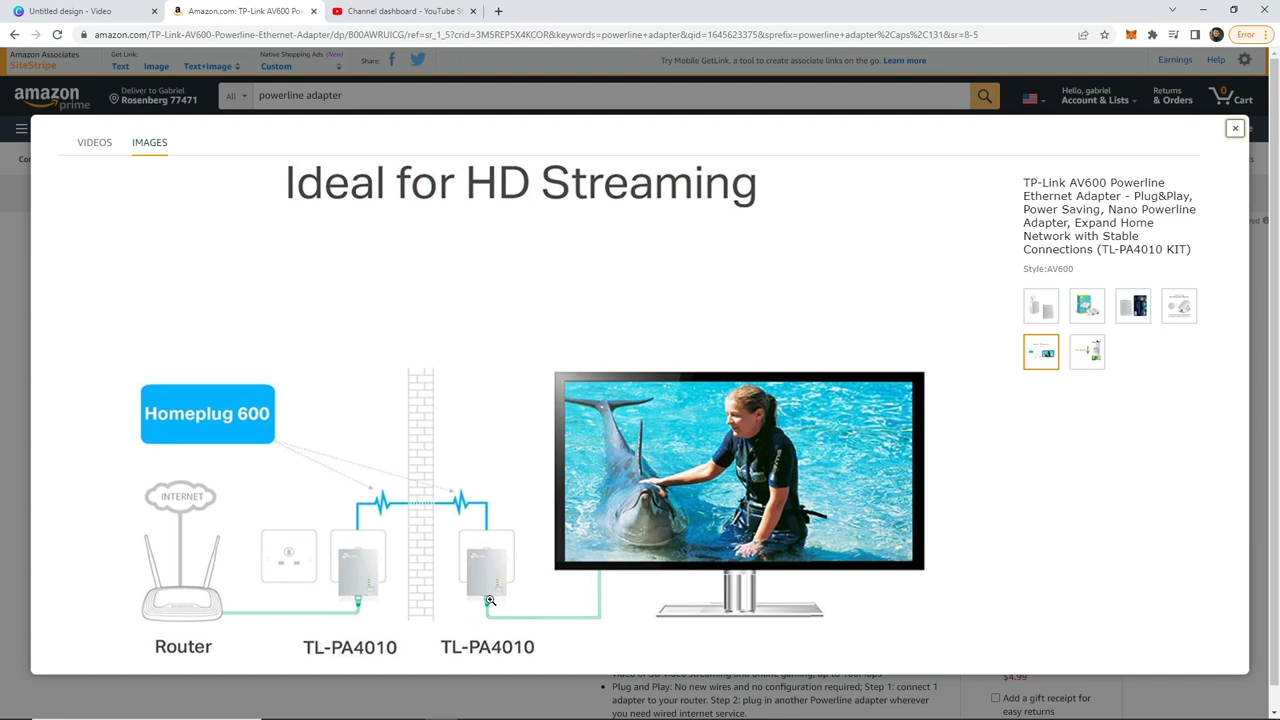 Untitled design - Video
Amazon.com: TP-Link AV600 Pow
Channel dashboard - YouTube St
amazon.com/TP-Link-AV600-Powerline-Ethernet-Adapter/dp/B00AWRUICG/ref=sr_1_5?crid=3M5REP5X4KCOR&keywords=powerline+adapter&qid=1645623375&sprefix=powerline+adapter%2Caps%2C131&sr=8-5
Error
Amazon Associates
SiteStripe
Get Link:
Text
Image
Text+Image
Native Shopping Ads (New)
Custom
Share:
Try Mobile GetLink, a tool to create associate links on the go. Learn more
Earnings
Help
amazon
prime
Deliver to Gabriel
Rosenberg 77471
All
powerline adapter
Hello, gabriel
Account & Lists
Returns
& Orders
0
Cart
VIDEOS
IMAGES
Ideal for HD Streaming
Homeplug 600
INTERNET
Router
TL-PA4010
TL-PA4010
TP-Link AV600 Powerline
Ethernet Adapter - Plug&Play,
Power Saving, Nano Powerline
Adapter, Expand Home
Network with Stable
Connections (TL-PA4010 KIT)
Style:AV600
Plug and Play: No new wires and no configuration required; Step 1: connect 1
adapter to your router. Step 2: plug in another Powerline adapter wherever
you need wired internet service.
$4.99
Add a gift receipt for
easy returns